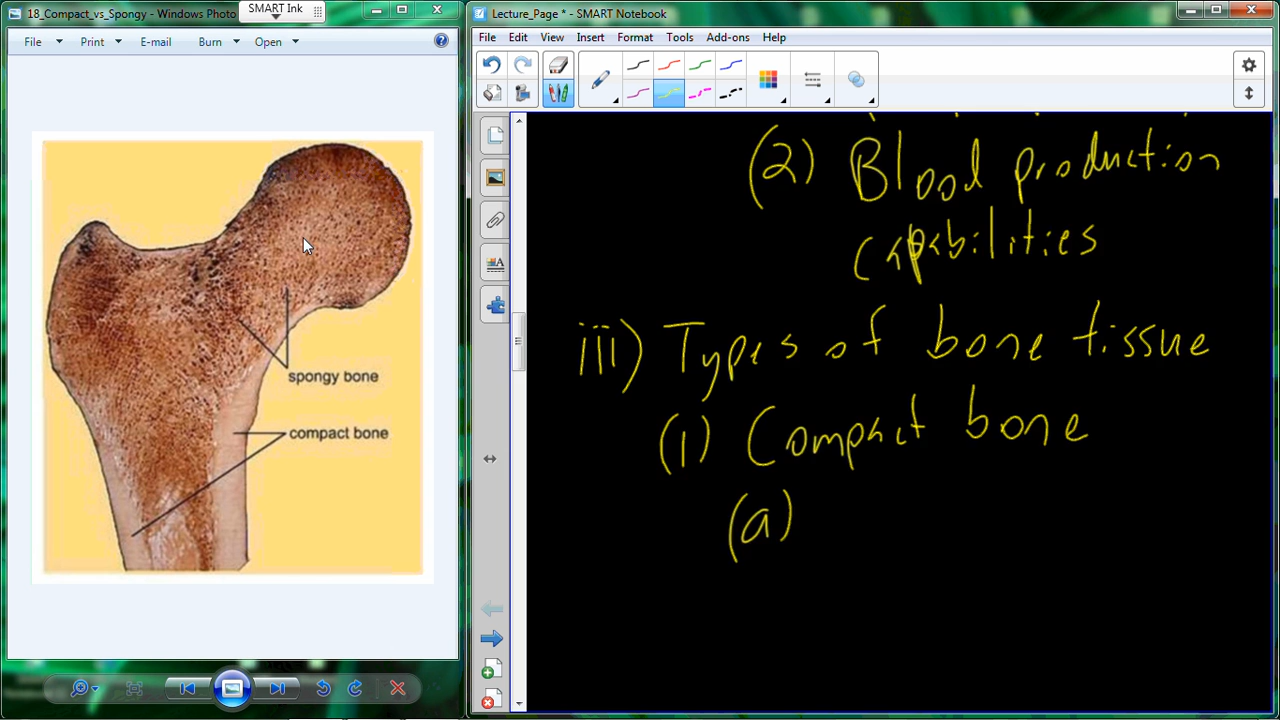 18_Compact_vs_Spongy - Windows Photo
SMART Ink
File Print E-mail Burn Open
spongy bone
compact bone
Lecture_Page * - SMART Notebook
File Edit View Insert Format Tools Add-ons Help
(2) Blood production
capabilities
iii) Types of bone tissue
(1) Compact bone
(a)